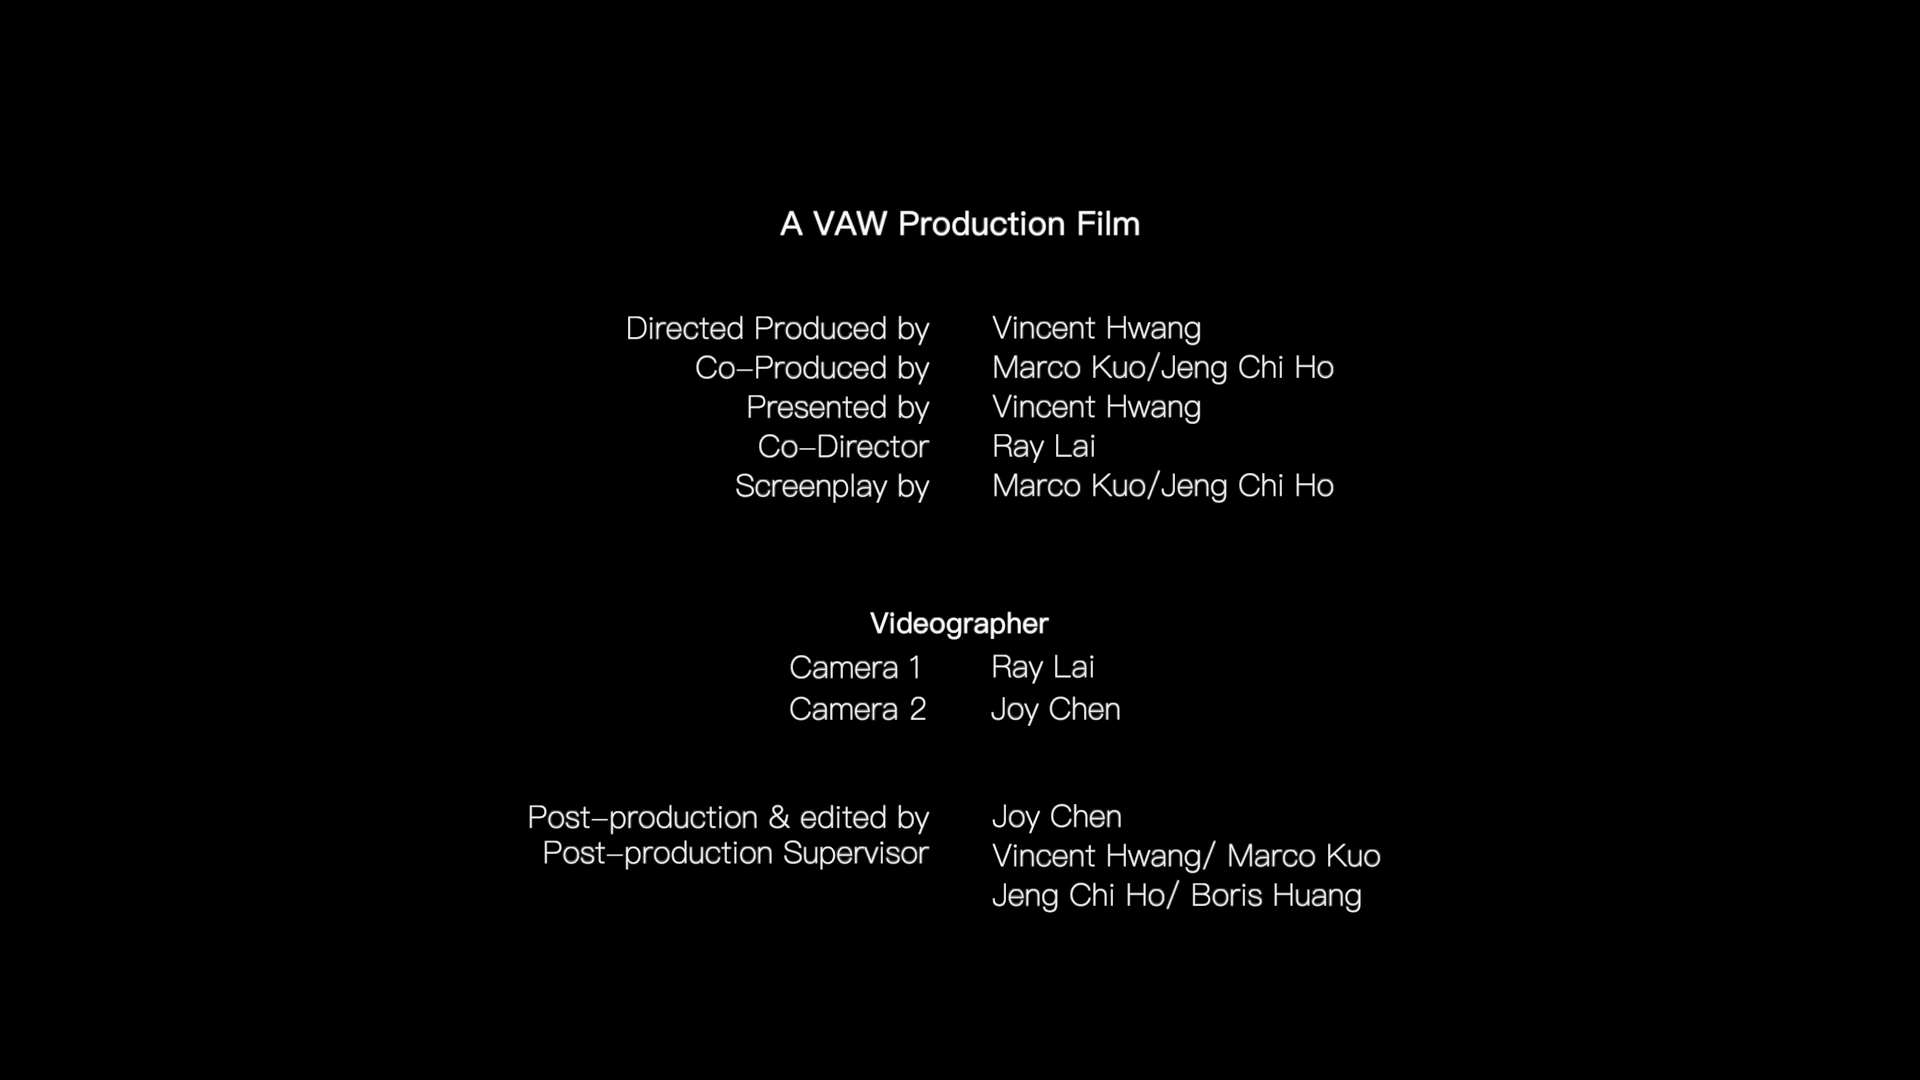 A VAW Production Film
Directed Produced by Vincent Hwang
Co-Produced by Marco Kuo/Jeng Chi Ho
Presented by Vincent Hwang
Co-Director Ray Lai
Screenplay by Marco Kuo/Jeng Chi Ho
Videographer
Camera 1 Ray Lai
Camera 2 Joy Chen
Post-production & edited by Joy Chen
Post-production Supervisor Vincent Hwang/ Marco Kuo
Jeng Chi Ho/ Boris Huang